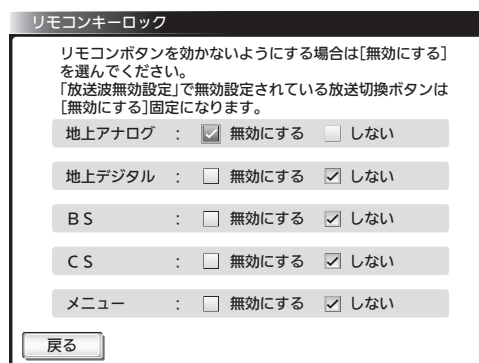 リモコンキーロック
リモコンボタンを効かないようにする場合は[無効にする]
を選んでください。
「放送波無効設定」で無効設定されている放送切換ボタンは
[無効にする]固定になります。
地上アナログ : 無効にする しない
地上デジタル : 無効にする しない
BS : 無効にする しない
CS : 無効にする しない
メニュー : 無効にする しない
戻る